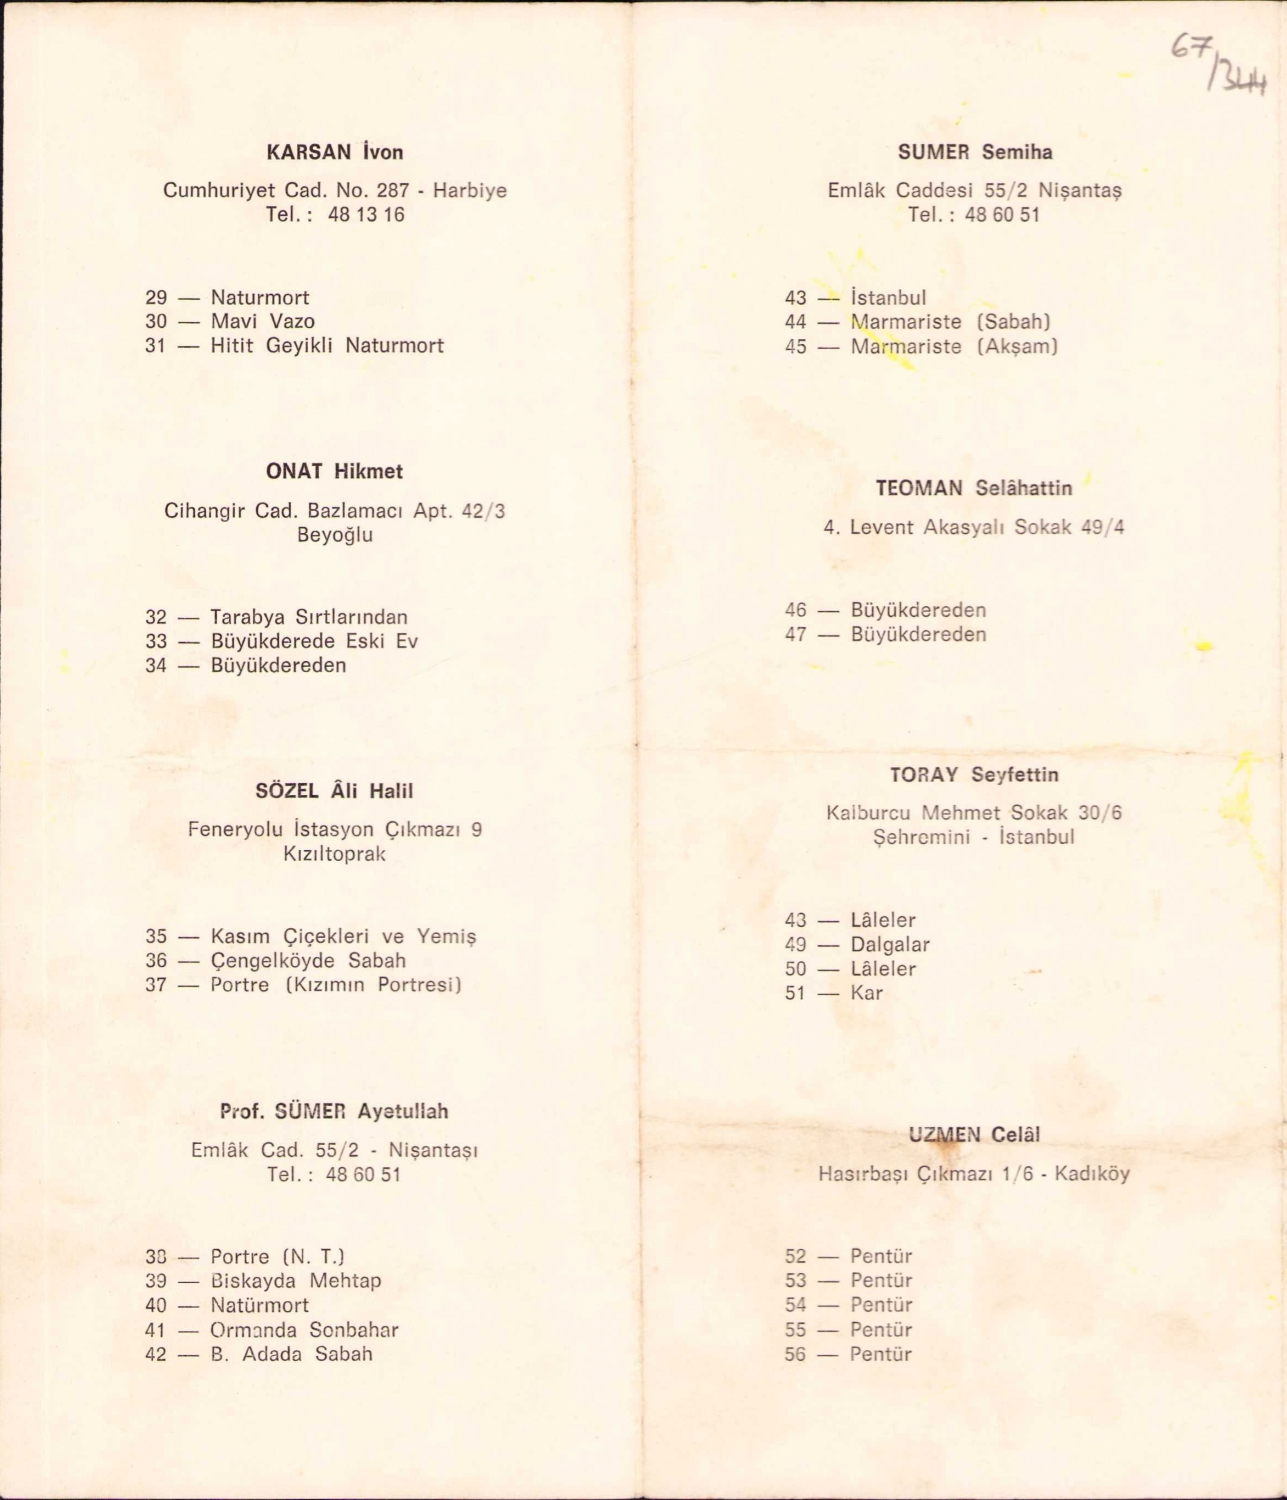 KARSAN İvon
Cumhuriyet Cad. No. 287 - Harbiye
Tel. : 48 13 16
29 — Naturmort
30 — Mavi Vazo
31 — Hitit Geyikli Naturmort
ONAT Hikmet
Cihangir Cad. Bazlamacı Apt. 42/3
Beyoğlu
32 — Tarabya Sırtlarından
33 — Büyükderede Eski Ev
34 — Büyükdereden
SÖZEL Âli Halil
Feneryolu İstasyon Çıkmazı 9
Kızıltoprak
35 — Kasım Çiçekleri ve Yemiş
36 — Çengelköyde Sabah
37 — Portre (Kızımın Portresi)
Prof. SÜMER Ayetullah
Emlâk Cad. 55/2 - Nişantaşı
Tel. : 48 60 51
38 — Portre (N. T.)
39 — Biskayda Mehtap
40 — Natürmort
41 — Ormanda Sonbahar
42 — B. Adada Sabah
67/344
SUMER Semiha
Emlâk Caddesi 55/2 Nişantaş
Tel. : 48 60 51
43 — İstanbul
44 — Marmariste (Sabah)
45 — Marmariste (Akşam)
TEOMAN Selâhattin
4. Levent Akasyalı Sokak 49/4
46 — Büyükdereden
47 — Büyükdereden
TORAY Seyfettin
Kalburcu Mehmet Sokak 30/6
Şehremini - İstanbul
43 — Lâleler
49 — Dalgalar
50 — Lâleler
51 — Kar
UZMEN Celâl
Hasırbaşı Çıkmazı 1/6 - Kadıköy
52 — Pentür
53 — Pentür
54 — Pentür
55 — Pentür
56 — Pentür